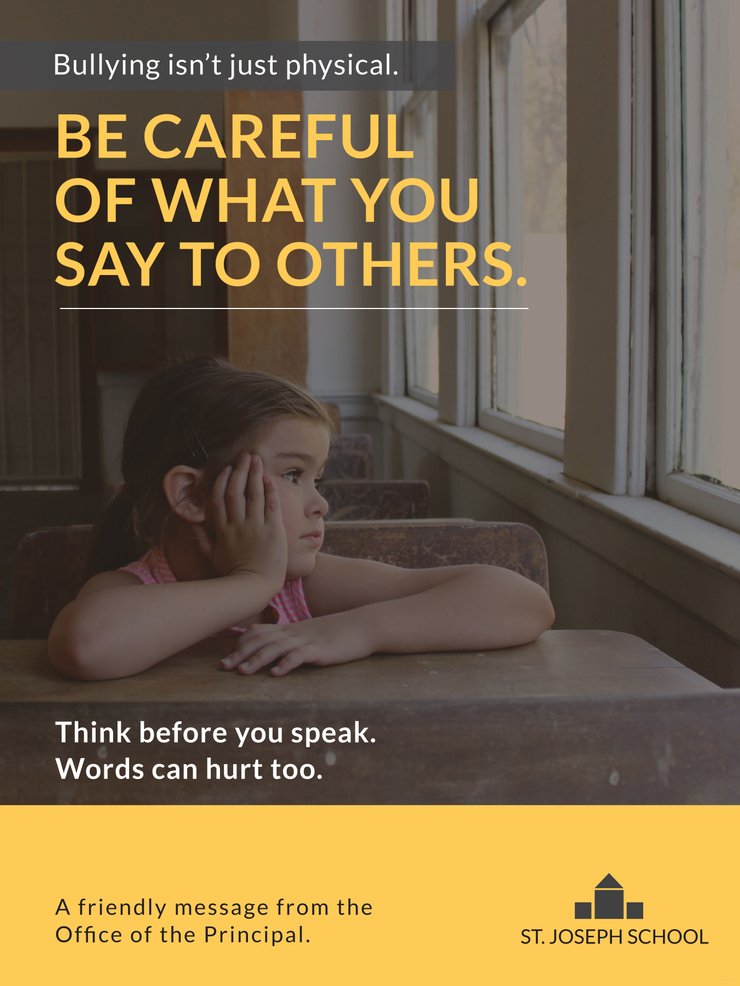 Bullying isn’t just physical.
BE CAREFUL
OF WHAT YOU
SAY TO OTHERS.
Think before you speak.
Words can hurt too.
A friendly message from the
Office of the Principal.
ST. JOSEPH SCHOOL